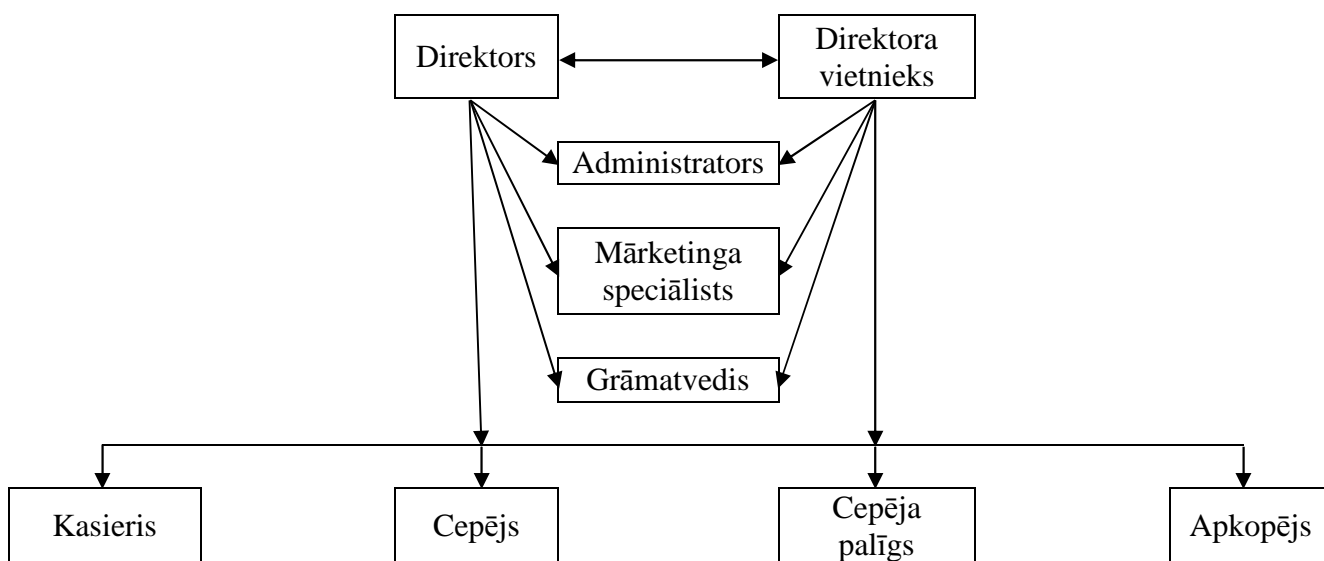 Direktors
Direktora
vietnieks
Administrators
Mārketinga
speciālists
Grāmatvedis
Kasieris
Cepējs
Cepēja
palīgs
Apkopējs